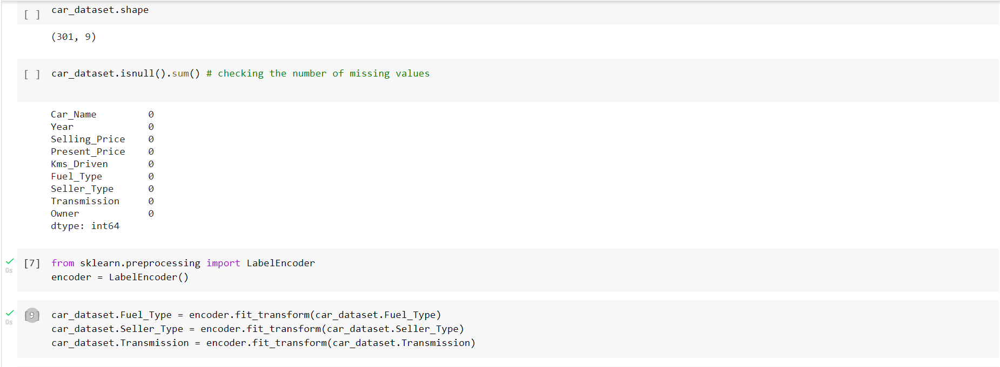 [ ] car_dataset.shape
(301, 9)
[ ] car_dataset.isnull().sum() # checking the number of missing values
Car_Name 0
Year 0
Selling_Price 0
Present_Price 0
Kms_Driven 0
Fuel_Type 0
Seller_Type 0
Transmission 0
Owner 0
dtype: int64
[7] from sklearn.preprocessing import LabelEncoder
0s encoder = LabelEncoder()
[9] car_dataset.Fuel_Type = encoder.fit_transform(car_dataset.Fuel_Type)
0s car_dataset.Seller_Type = encoder.fit_transform(car_dataset.Seller_Type)
car_dataset.Transmission = encoder.fit_transform(car_dataset.Transmission)